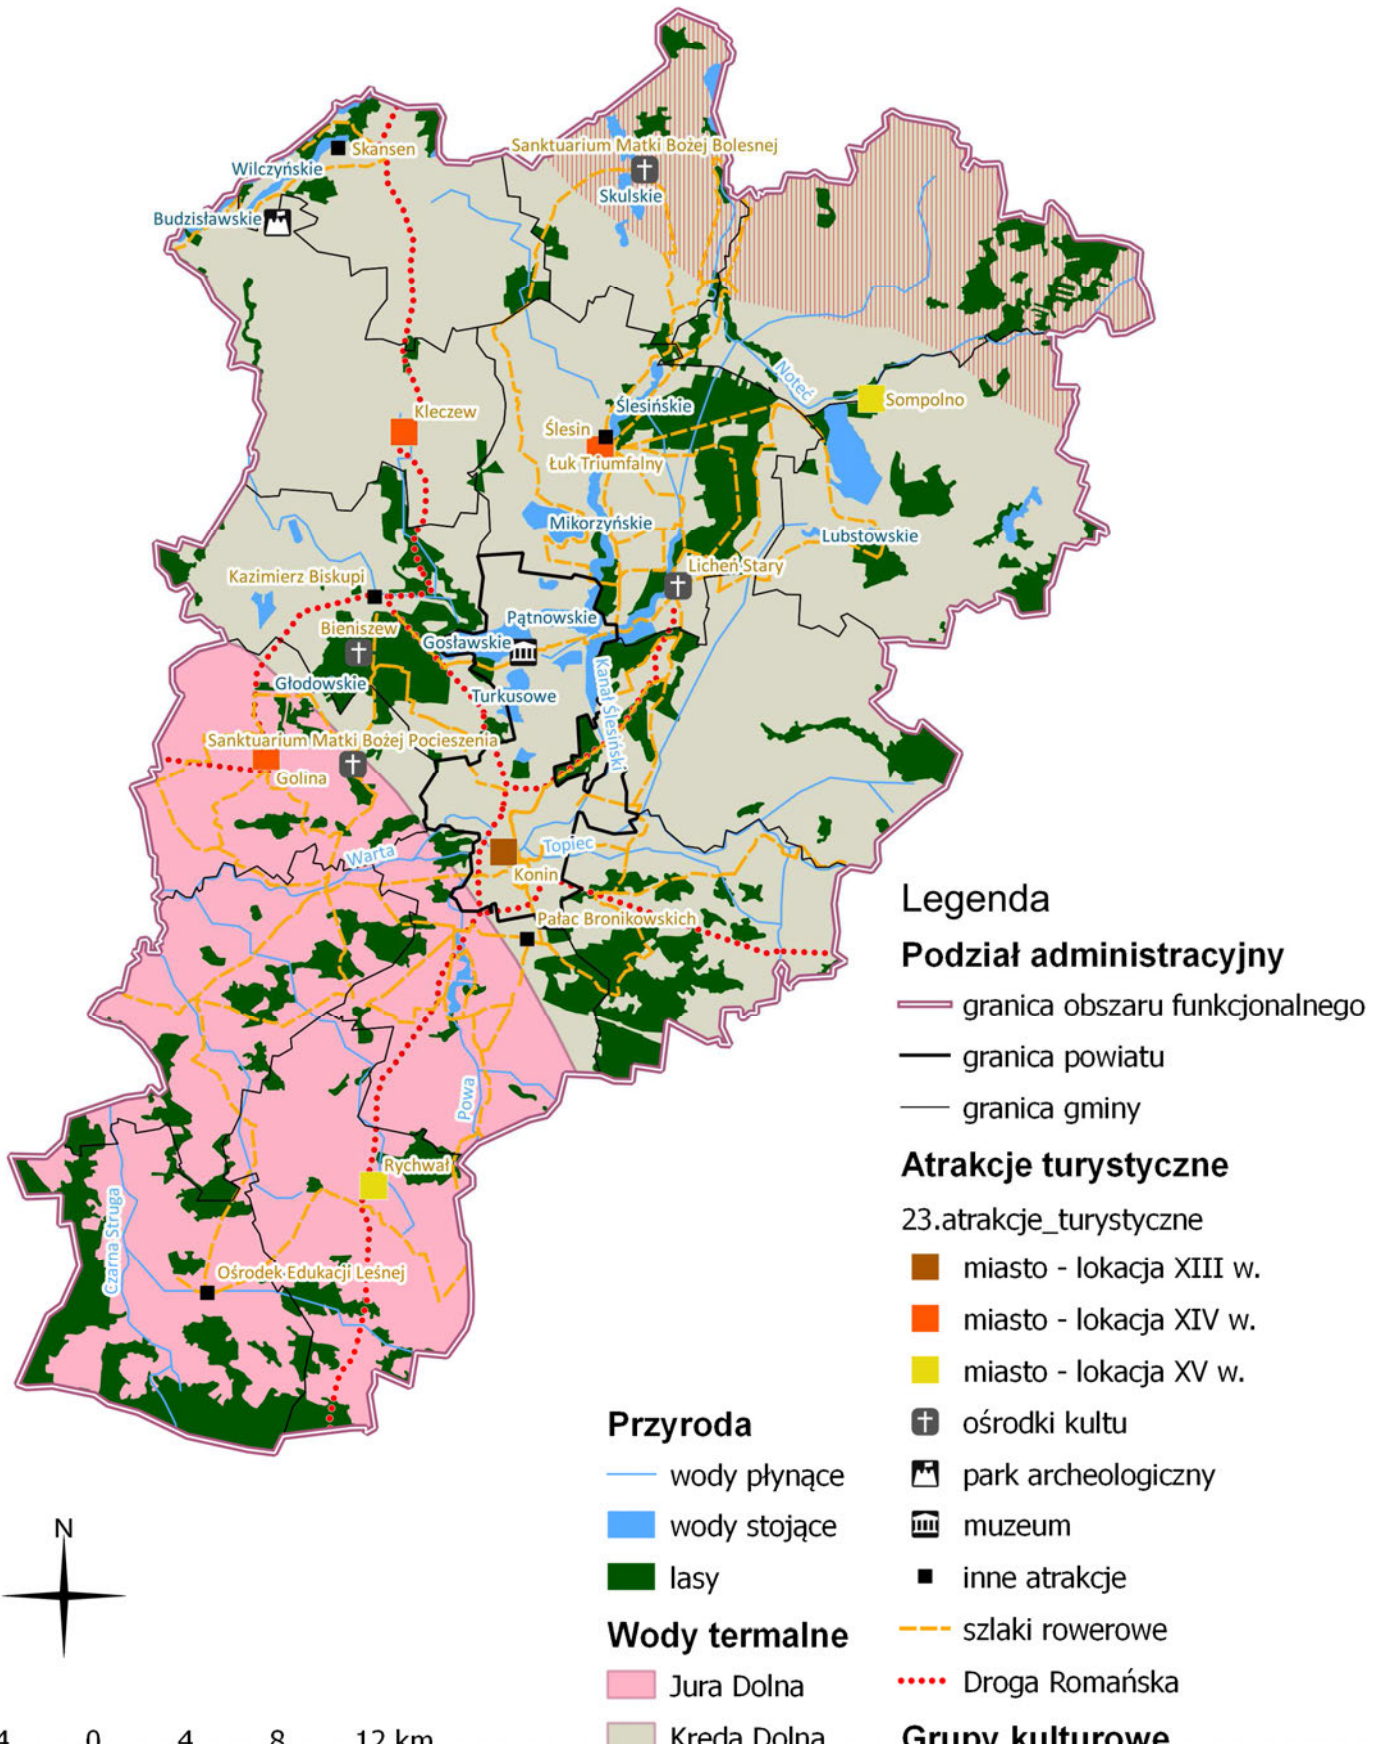 Sanktuarium Matki Bożej Bolesnej
Skansen
Wilczyńskie
Skulskie
Budzisławskie
Noteć
Sompolno
Ślesińskie
Kleczew
Ślesin
Łuk Triumfalny
Mikorzyńskie
Lubstowskie
Licheń Stary
Kazimierz Biskupi
Pątnowskie
Bieniszew
Gosławskie
Kanał Ślesiński
Głodowskie
Turkusowe
Sanktuarium Matki Bożej Pocieszenia
Golina
Warta
Topiec
Konin
Pałac Bronikowskich
Powa
Rychwał
Czarna Struga
Ośrodek Edukacji Leśnej
Legenda
Podział administracyjny
granica obszaru funkcjonalnego
granica powiatu
granica gminy
Atrakcje turystyczne
23.atrakcje_turystyczne
miasto - lokacja XIII w.
miasto - lokacja XIV w.
miasto - lokacja XV w.
ośrodki kultu
park archeologiczny
muzeum
inne atrakcje
szlaki rowerowe
Droga Romańska
Grupy kulturowe
Przyroda
wody płynące
wody stojące
lasy
Wody termalne
Jura Dolna
Kreda Dolna
N
4 0 4 8 12 km